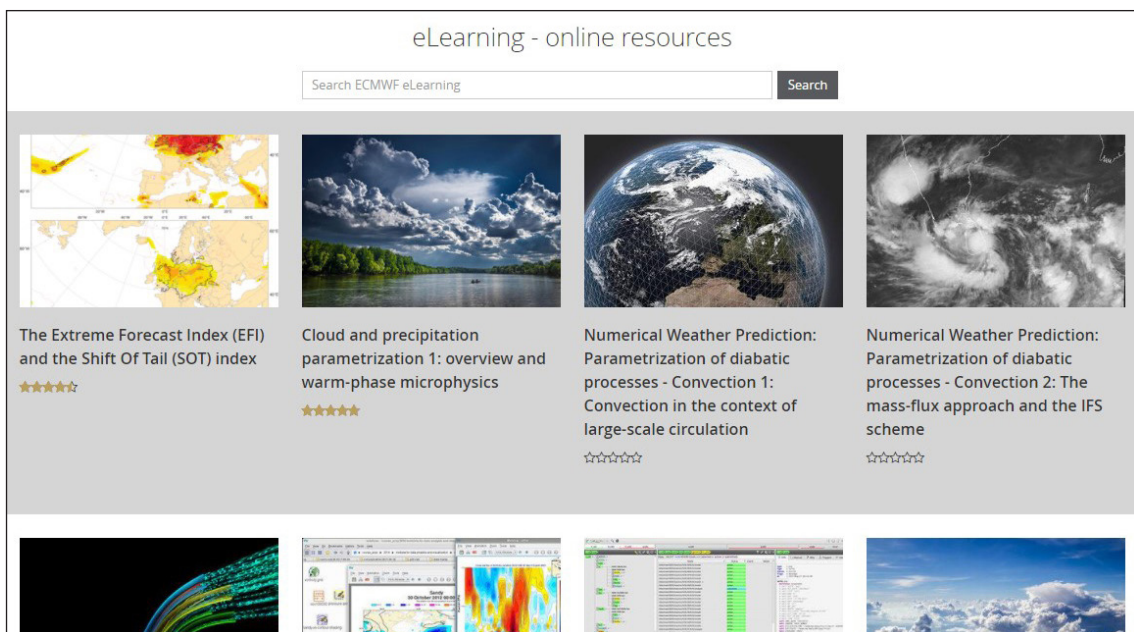 eLearning - online resources
Search ECMWF eLearning
Search
The Extreme Forecast Index (EFI)
and the Shift Of Tail (SOT) index
Cloud and precipitation
parametrization 1: overview and
warm-phase microphysics
Numerical Weather Prediction:
Parametrization of diabatic
processes - Convection 1:
Convection in the context of
large-scale circulation
Numerical Weather Prediction:
Parametrization of diabatic
processes - Convection 2: The
mass-flux approach and the IFS
scheme
Sandy